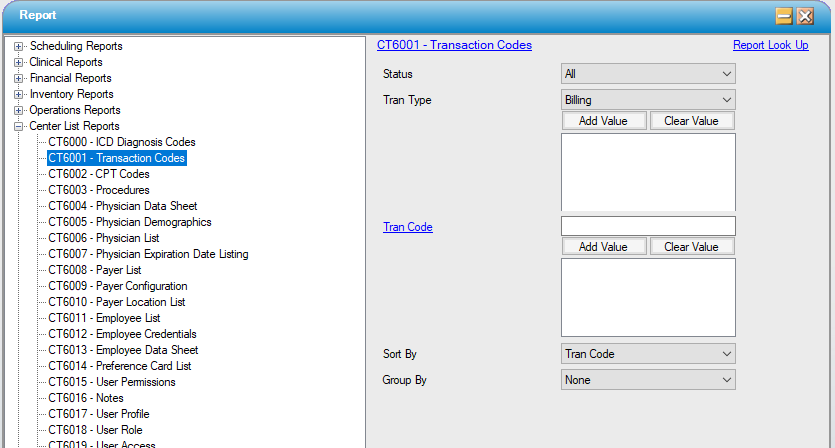 Report
Scheduling Reports
Clinical Reports
Financial Reports
Inventory Reports
Operations Reports
Center List Reports
CT6000 - ICD Diagnosis Codes
CT6001 - Transaction Codes
CT6002 - CPT Codes
CT6003 - Procedures
CT6004 - Physician Data Sheet
CT6005 - Physician Demographics
CT6006 - Physician List
CT6007 - Physician Expiration Date Listing
CT6008 - Payer List
CT6009 - Payer Configuration
CT6010 - Payer Location List
CT6011 - Employee List
CT6012 - Employee Credentials
CT6013 - Employee Data Sheet
CT6014 - Preference Card List
CT6015 - User Permissions
CT6016 - Notes
CT6017 - User Profile
CT6018 - User Role
CT6019 - User Access
CT6001 - Transaction Codes Report Look Up
Status All
Tran Type Billing
Add Value Clear Value
Tran Code
Add Value Clear Value
Sort By Tran Code
Group By None